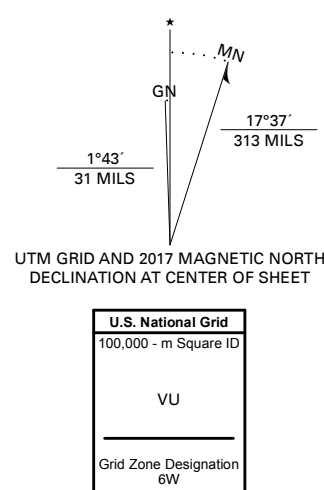 MN
GN
17°37´
313 MILS
1°43´
31 MILS
UTM GRID AND 2017 MAGNETIC NORTH
DECLINATION AT CENTER OF SHEET
U.S. National Grid
100,000 - m Square ID
VU
Grid Zone Designation
6W